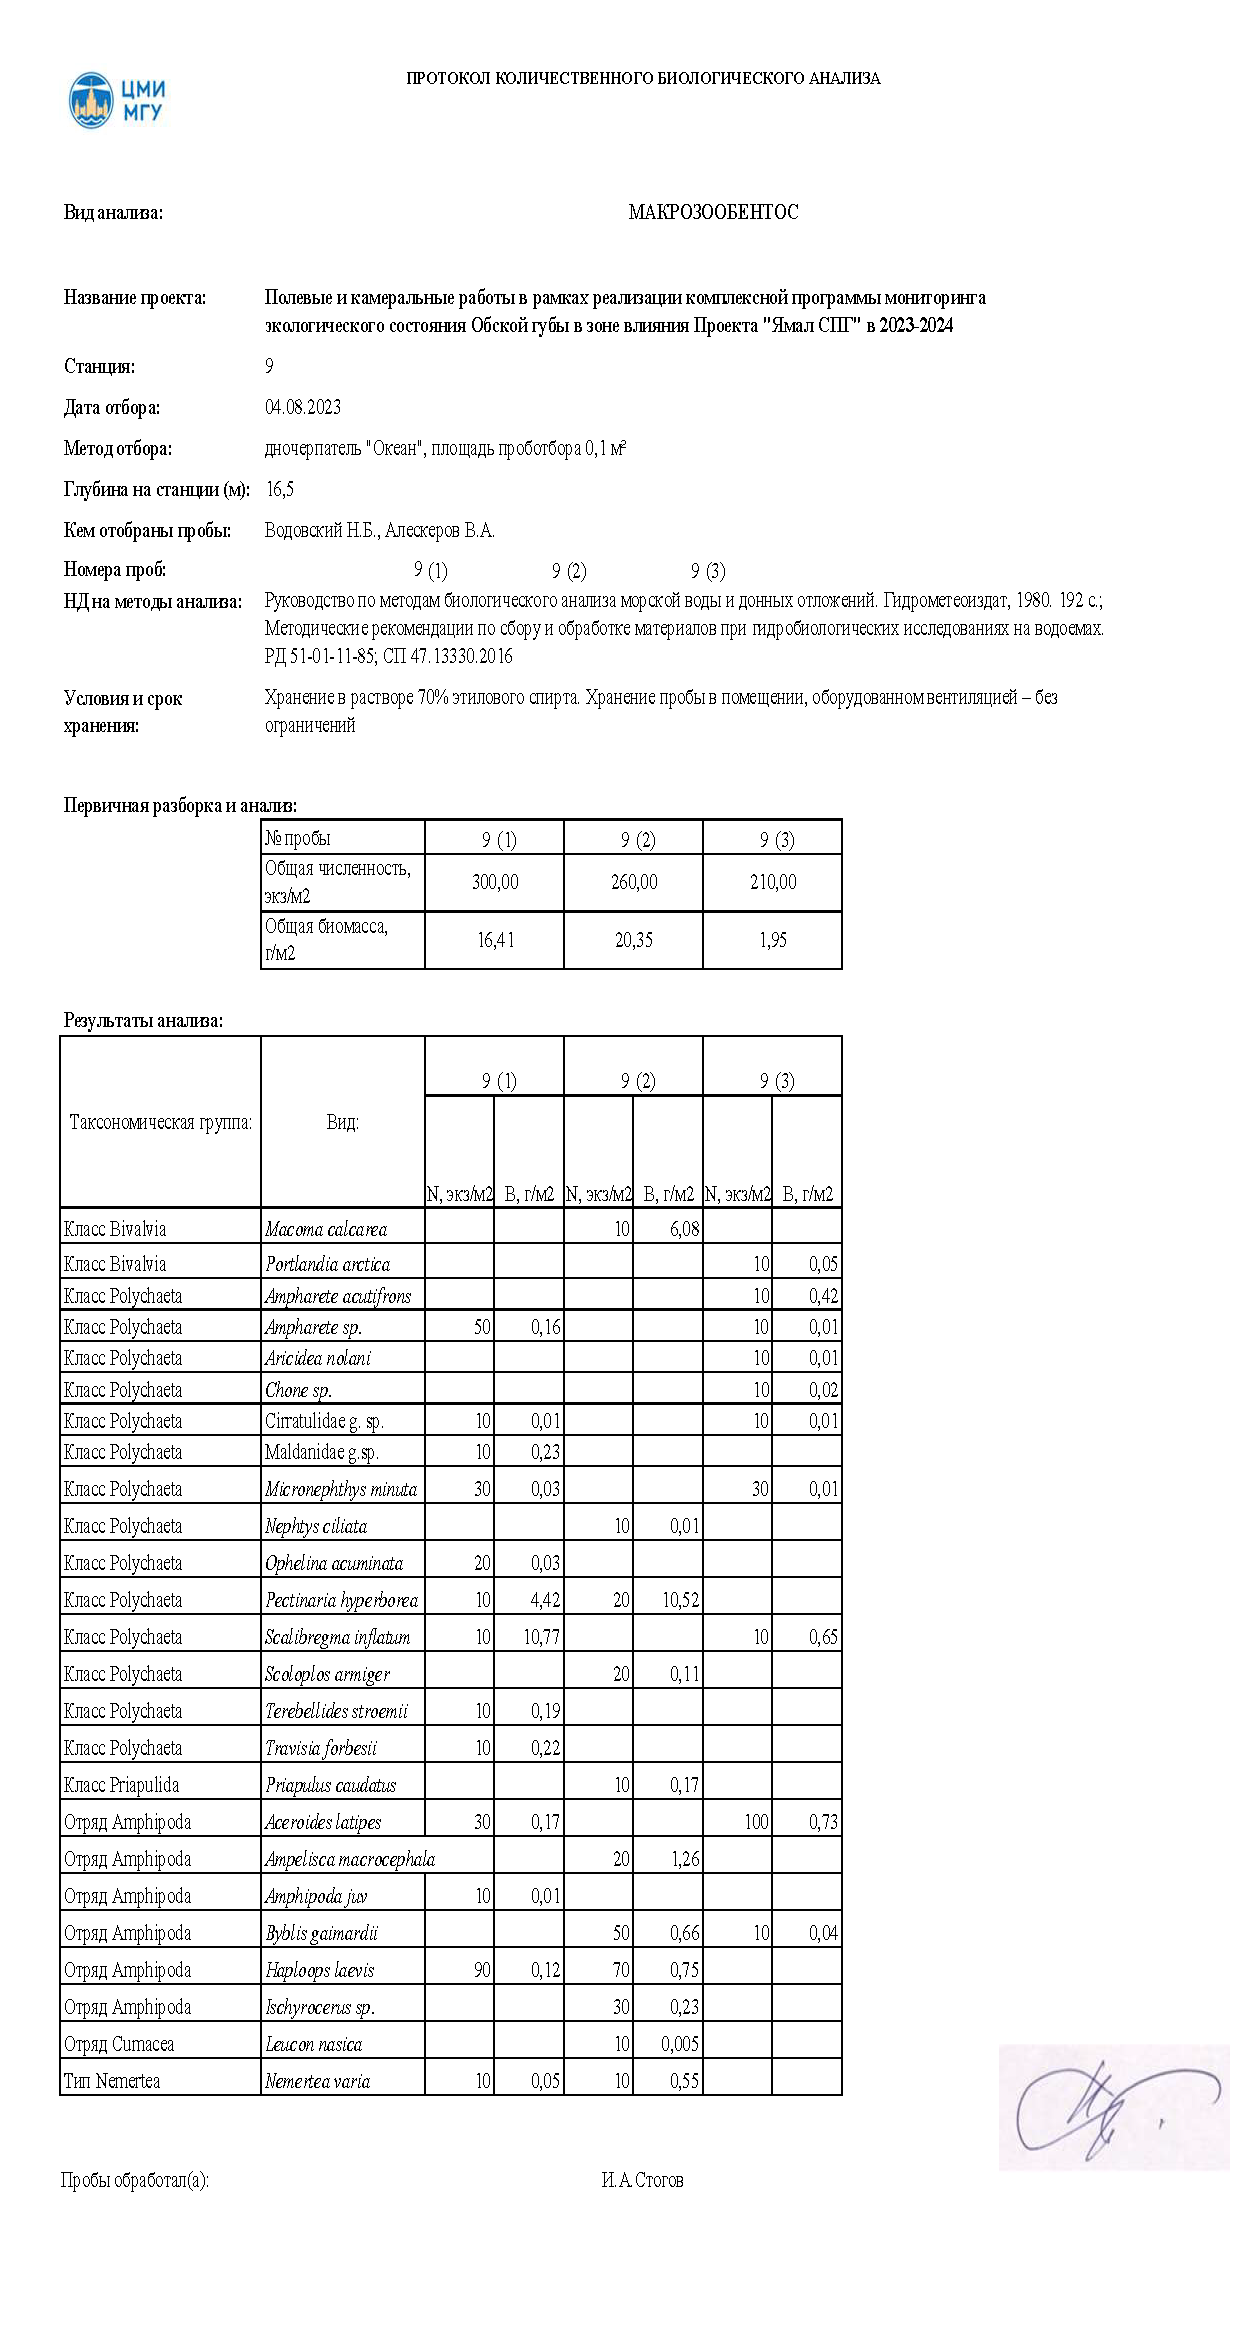 ЦМИ
МГУ
ПРОТОКОЛ КОЛИЧЕСТВЕННОГО БИОЛОГИЧЕСКОГО АНАЛИЗА
Вид анализа: МАКРОЗООБЕНТОС
Название проекта: Полевые и камеральные работы в рамках реализации комплексной программы мониторинга
экологического состояния Обской губы в зоне влияния Проекта "Ямал СПГ" в 2023-2024
Станция: 9
Дата отбора: 04.08.2023
Метод отбора: дночерпатель "Океан", площадь проботбора 0,1 м²
Глубина на станции (м): 16,5
Кем отобраны пробы: Водовский Н.Б., Алескеров В.А.
Номера проб: 9 (1) 9 (2) 9 (3)
НД на методы анализа: Руководство по методам биологического анализа морской воды и донных отложений. Гидрометеоиздат, 1980. 192 с.;
Методические рекомендации по сбору и обработке материалов при гидробиологических исследованиях на водоемах.
РД 51-01-11-85; СП 47.13330.2016
Условия и срок Хранение в растворе 70% этилового спирта. Хранение пробы в помещении, оборудованном вентиляцией – без
хранения: ограничений
Первичная разборка и анализ:
№ пробы 9 (1) 9 (2) 9 (3)
Общая численность,
экз/м2 300,00 260,00 210,00
Общая биомасса,
г/м2 16,41 20,35 1,95
Результаты анализа:
9 (1) 9 (2) 9 (3)
Таксономическая группа: Вид:
N, экз/м2 B, г/м2 N, экз/м2 B, г/м2 N, экз/м2 B, г/м2
Класс Bivalvia Macoma calcarea 10 6,08
Класс Bivalvia Portlandia arctica 10 0,05
Класс Polychaeta Ampharete acutifrons 10 0,42
Класс Polychaeta Ampharete sp. 50 0,16 10 0,01
Класс Polychaeta Aricidea nolani 10 0,01
Класс Polychaeta Chone sp. 10 0,02
Класс Polychaeta Cirratulidae g. sp. 10 0,01 10 0,01
Класс Polychaeta Maldanidae g.sp. 10 0,23
Класс Polychaeta Micronephthys minuta 30 0,03 30 0,01
Класс Polychaeta Nephtys ciliata 10 0,01
Класс Polychaeta Ophelina acuminata 20 0,03
Класс Polychaeta Pectinaria hyperborea 10 4,42 20 10,52
Класс Polychaeta Scalibregma inflatum 10 10,77 10 0,65
Класс Polychaeta Scoloplos armiger 20 0,11
Класс Polychaeta Terebellides stroemii 10 0,19
Класс Polychaeta Travisia forbesii 10 0,22
Класс Priapulida Priapulus caudatus 10 0,17
Отряд Amphipoda Aceroides latipes 30 0,17 100 0,73
Отряд Amphipoda Ampelisca macrocephala 20 1,26
Отряд Amphipoda Amphipoda juv 10 0,01
Отряд Amphipoda Byblis gaimardii 50 0,66 10 0,04
Отряд Amphipoda Haploops laevis 90 0,12 70 0,75
Отряд Amphipoda Ischyrocerus sp. 30 0,23
Отряд Cumacea Leucon nasica 10 0,005
Тип Nemertea Nemertea varia 10 0,05 10 0,55
Пробы обработал(а): И.А.Стогов